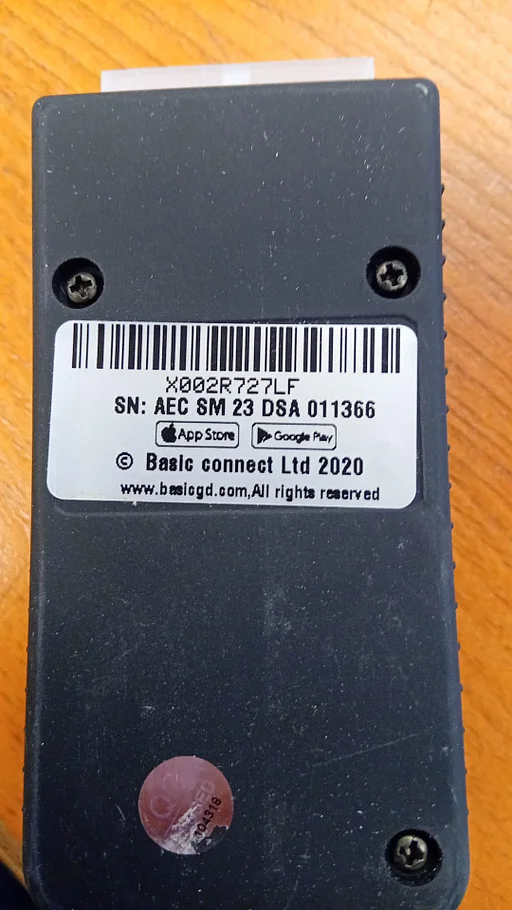 X002R727LF
SN: AEC SM 23 DSA 011366
App Store Google Play
© Basic connect Ltd 2020
www.basicgd.com,All rights reserved
004318